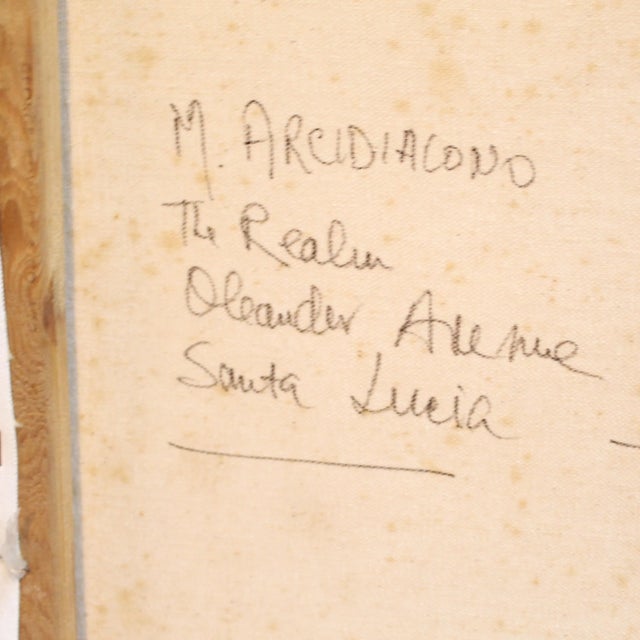 M. ARCIDIACONO
The Realm
Oleander Avenue
Santa Lucia